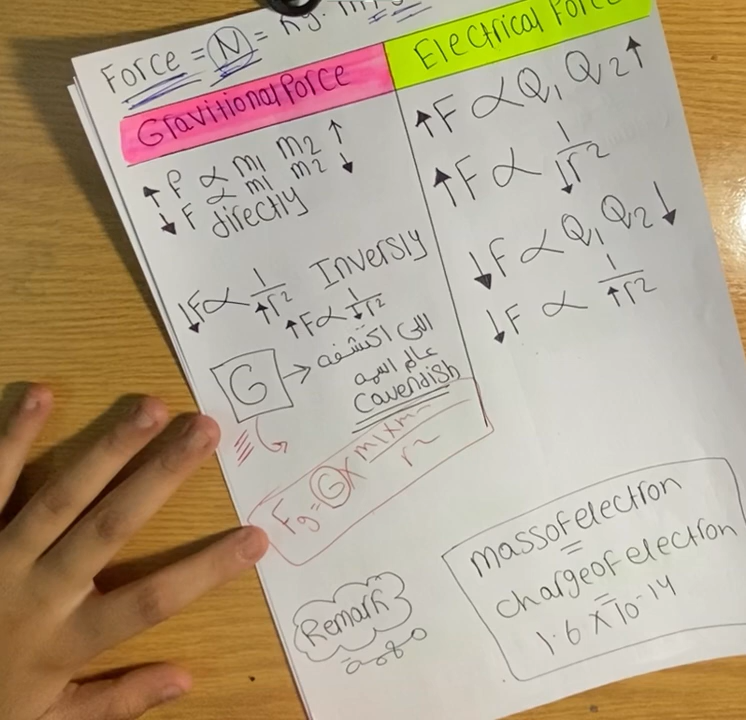 Force = N = Kg. m
Gravitional Force
↑ F ∝ m1 m2 ↑
↓ F ∝ m1 m2 ↓
directly
↓F ∝ 1/↑r² Inversly
↑F ∝ 1/↓r²
G → اللى اكتشفه
عالم اسمه
Cavendish
Fg = G × m1 × m
r²
Electrical Force
↑F ∝ Q1 Q2 ↑
↑F ∝ 1/↓r²
↓F ∝ Q1 Q2 ↓
↓F ∝ 1/↑r²
mass of electron
=
charge of electron
=
1.6 × 10-14
Remark